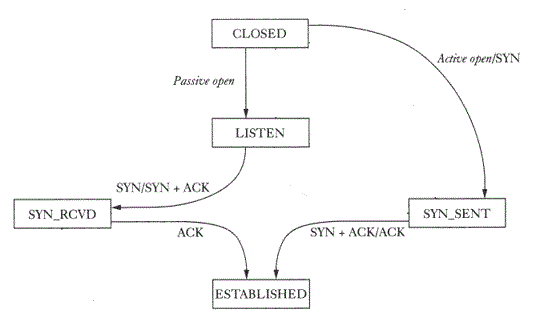 CLOSED
Active open/SYN
Passive open
LISTEN
SYN/SYN + ACK
SYN_RCVD
SYN_SENT
ACK
SYN + ACK/ACK
ESTABLISHED